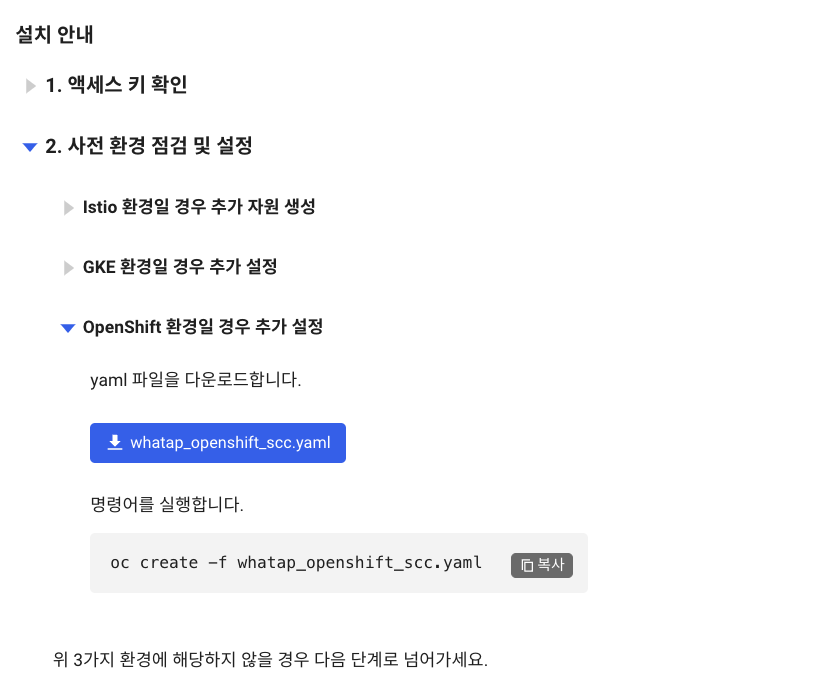 설치 안내
1. 액세스 키 확인
2. 사전 환경 점검 및 설정
Istio 환경일 경우 추가 자원 생성
GKE 환경일 경우 추가 설정
OpenShift 환경일 경우 추가 설정
yaml 파일을 다운로드합니다.
whatap_openshift_scc.yaml
명령어를 실행합니다.
oc create -f whatap_openshift_scc.yaml 복사
위 3가지 환경에 해당하지 않을 경우 다음 단계로 넘어가세요.